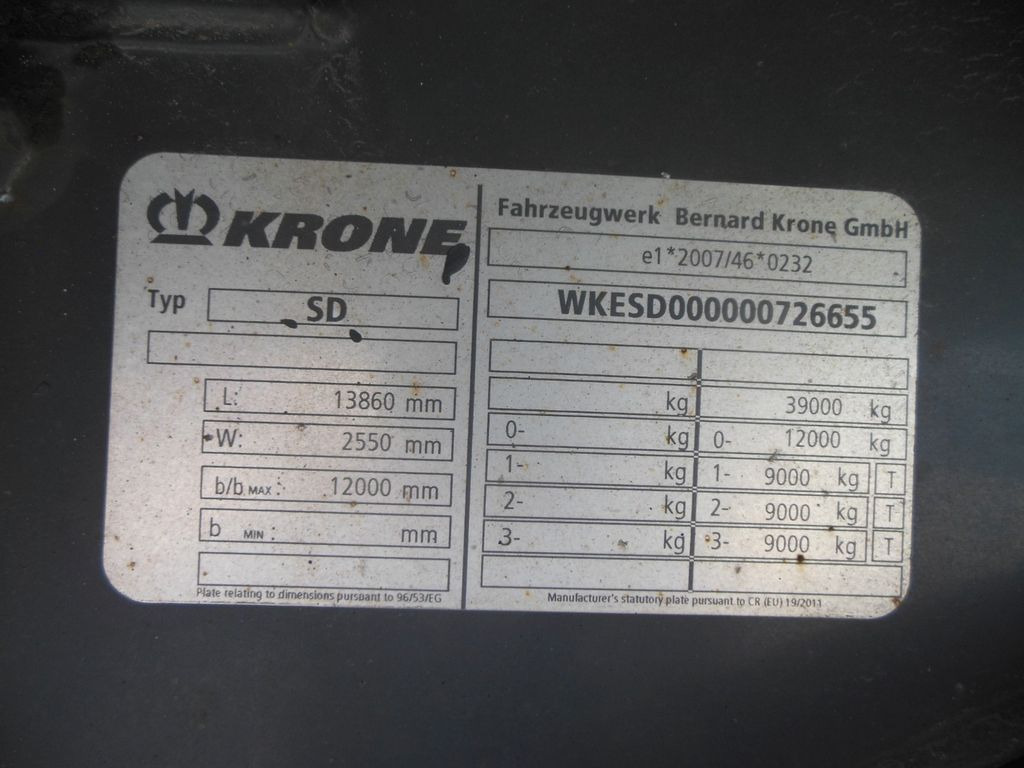 KRONE
Typ SD
L: 13860 mm
W: 2550 mm
b/b MAX : 12000 mm
b MIN : mm
Plate relating to dimensions pursuant to 96/53/EG
Fahrzeugwerk Bernard Krone GmbH
e1*2007/46*0232
WKESD000000726655
kg 39000 kg
0- kg 0- 12000 kg
1- kg 1- 9000 kg T
2- kg 2- 9000 kg T
3- kg 3- 9000 kg T
Manufacturer's statutory plate pursuant to CR (EU) 19/2011